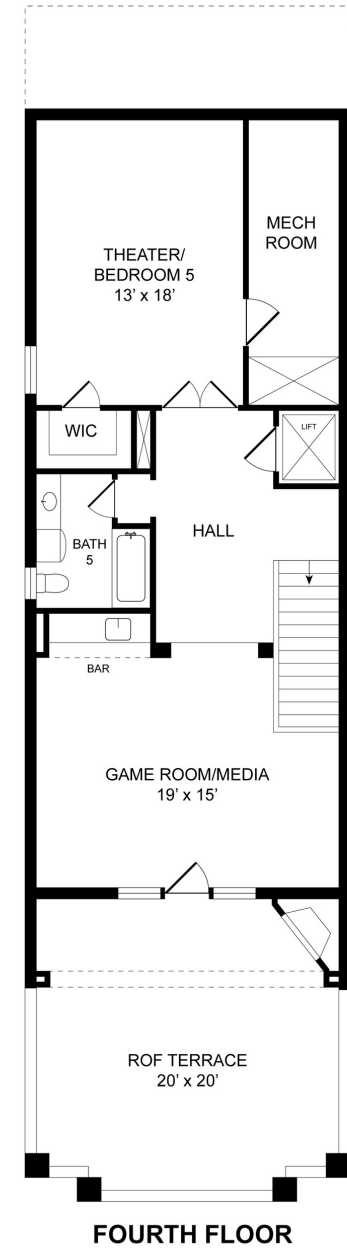 MECH
ROOM
THEATER/
BEDROOM 5
13’ x 18’
WIC
LIFT
HALL
BATH
5
BAR
GAME ROOM/MEDIA
19’ x 15’
ROF TERRACE
20’ x 20’
FOURTH FLOOR